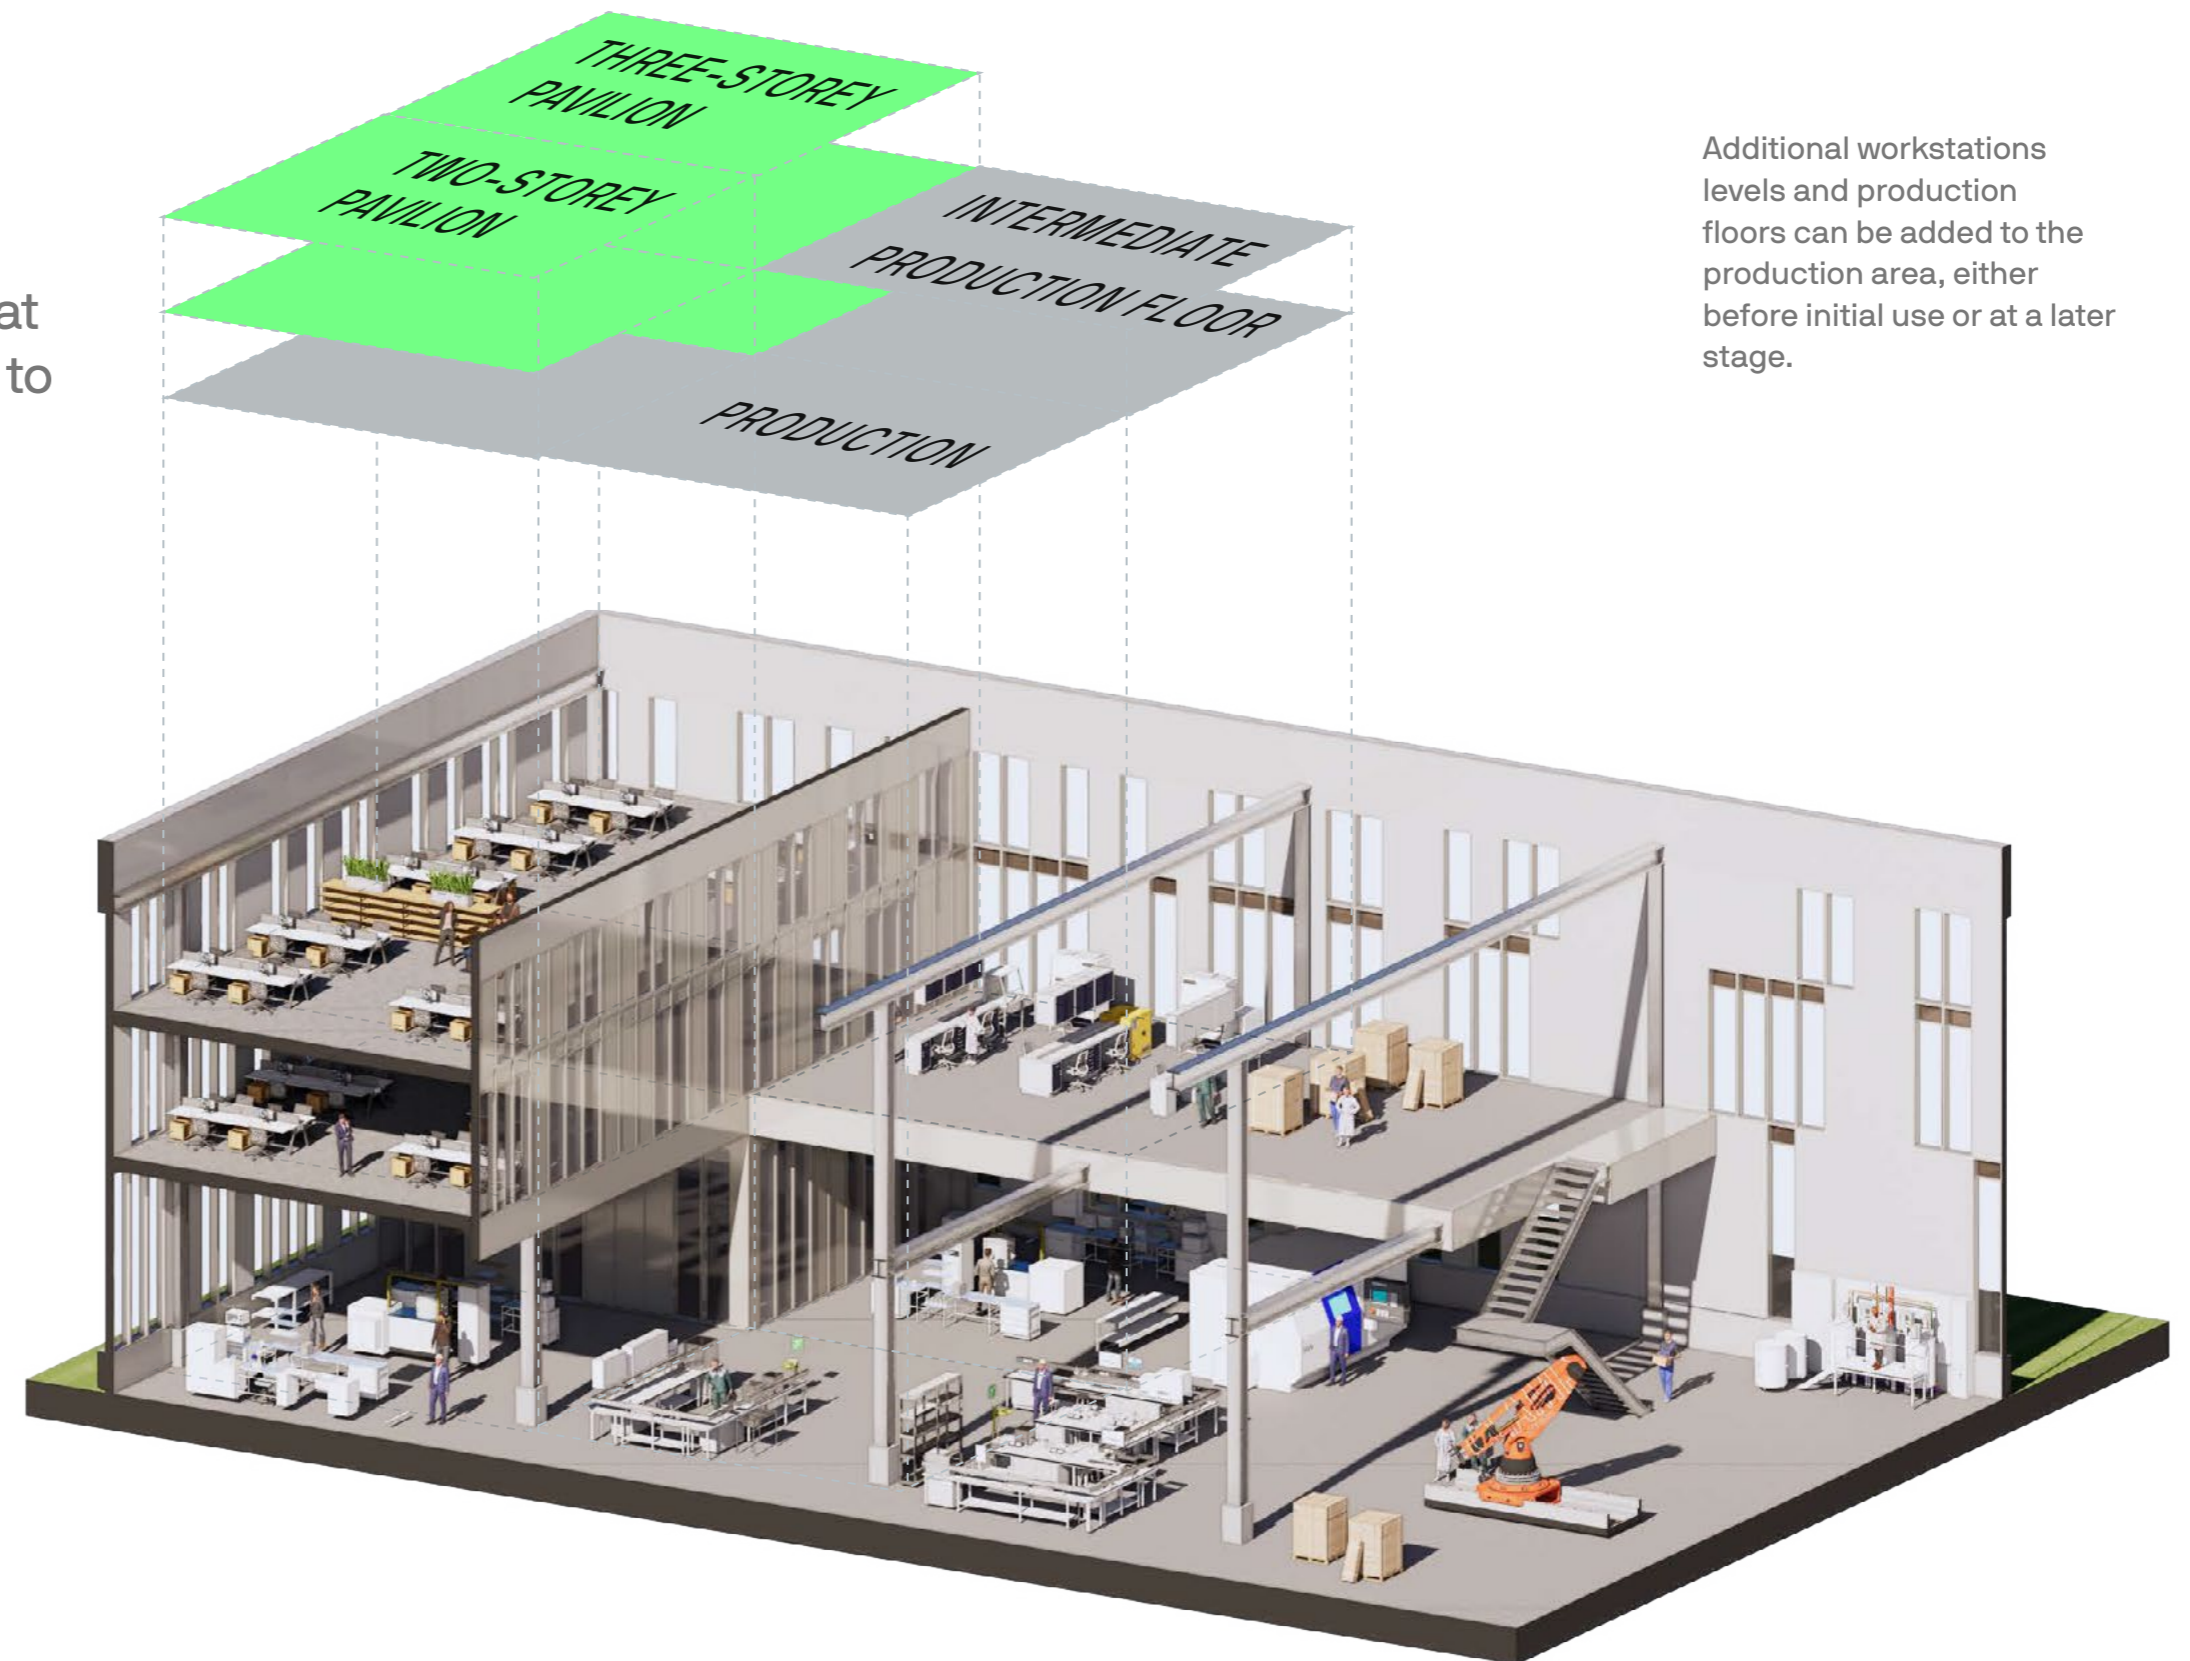 THREE-STOREY
PAVILION
TWO-STOREY
PAVILION
INTERMEDIATE
PRODUCTION FLOOR
PRODUCTION
at
to
Additional workstations
levels and production
floors can be added to the
production area, either
before initial use or at a later
stage.